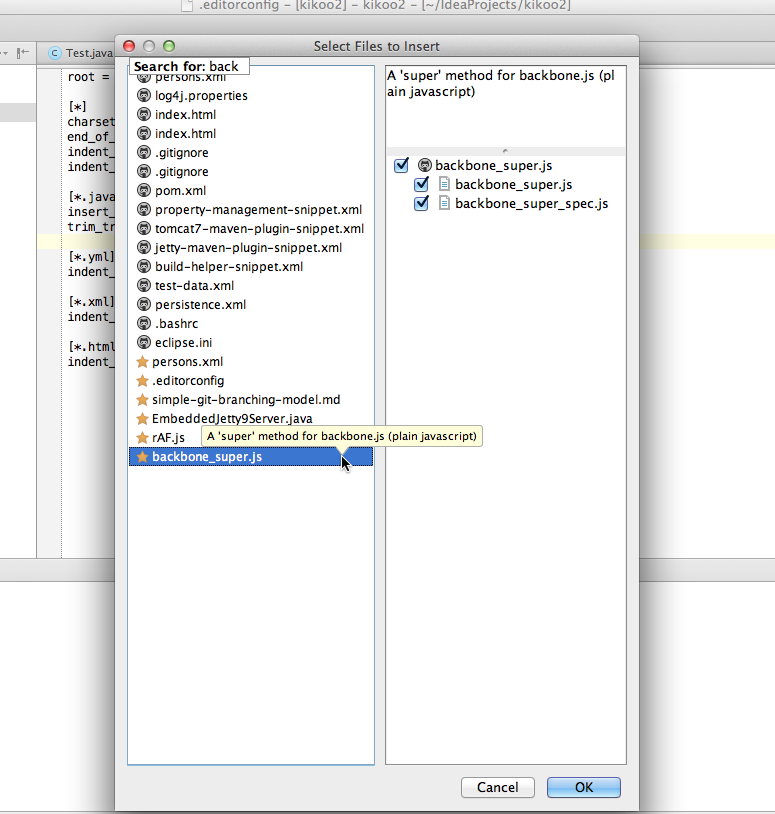 .editorconfig – [kikoo2] – kikoo2 – [~/IdeaProjects/kikoo2]
Select Files to Insert
Test.java
root =
[*]
charset
end_of_
indent_
indent_
[*.java
insert_
trim_tr
[*.yml]
indent_
[*.xml]
indent_
[*.html
indent_
Search for: back
persons.xml
log4j.properties
index.html
index.html
.gitignore
.gitignore
pom.xml
property-management-snippet.xml
tomcat7-maven-plugin-snippet.xml
jetty-maven-plugin-snippet.xml
build-helper-snippet.xml
test-data.xml
persistence.xml
.bashrc
eclipse.ini
persons.xml
.editorconfig
simple-git-branching-model.md
EmbeddedJetty9Server.java
rAF.js
A 'super' method for backbone.js (plain javascript)
backbone_super.js
A 'super' method for backbone.js (pl
ain javascript)
backbone_super.js
backbone_super.js
backbone_super_spec.js
Cancel
OK